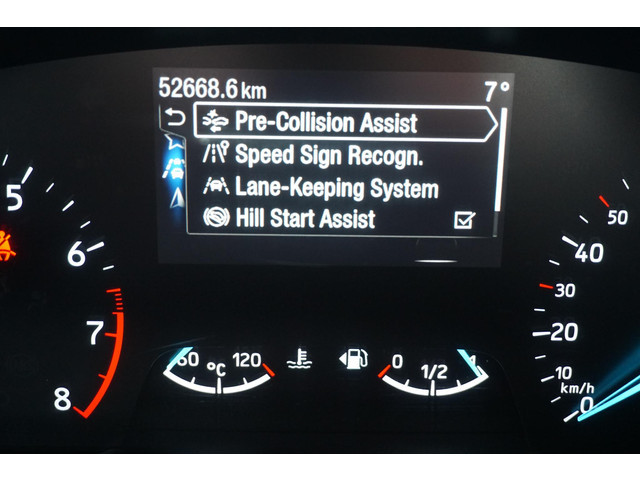 52668.6 km 7°
Pre-Collision Assist
Speed Sign Recogn.
Lane-Keeping System
Hill Start Assist
5
6
7
8
60 °C 120
0 1/2 1
50
40
30
20
10
km/h
0